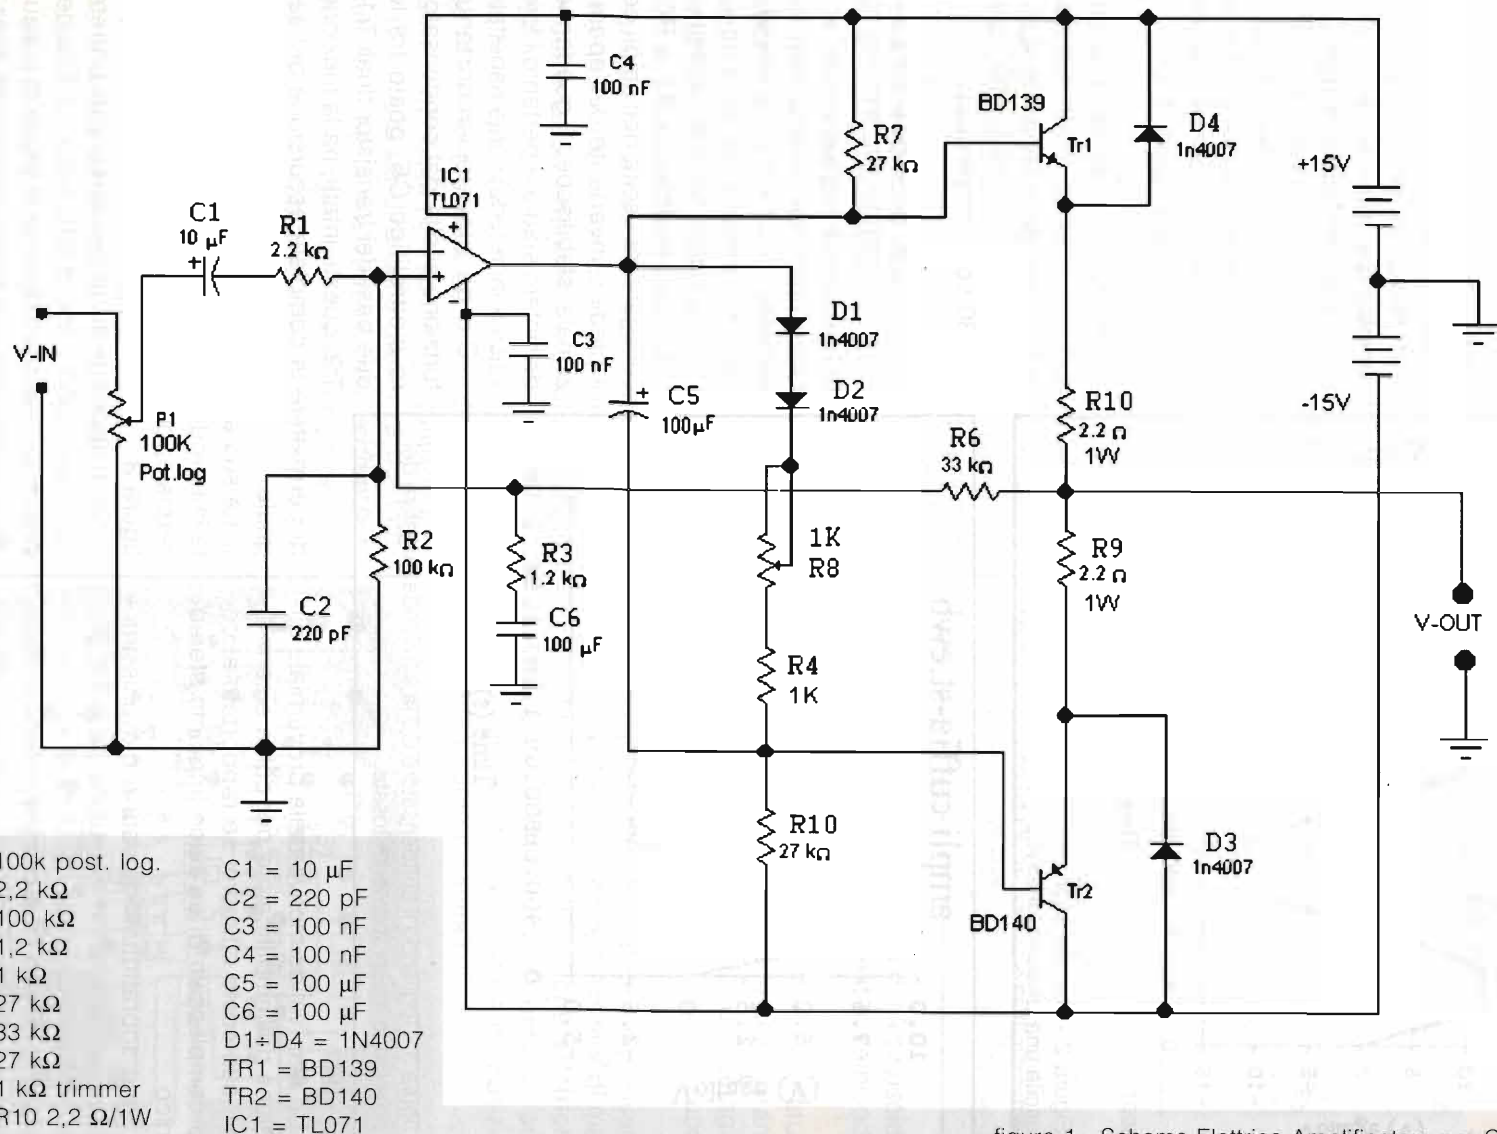 C4
100 nF
BD139
R7
27 kΩ
Tr1
D4
1n4007
+15V
IC1
TL071
C1
10 µF
R1
2.2 kΩ
+
+
−
+
−
V-IN
C3
100 nF
D1
1n4007
D2
1n4007
+
C5
100µF
-15V
P1
100K
Pot.log
R10
2.2 Ω
1W
R6
33 kΩ
R2
100 kΩ
R3
1.2 kΩ
1K
R8
R9
2.2 Ω
1W
C2
220 pF
C6
100 µF
V-OUT
R4
1K
R10
27 kΩ
D3
1n4007
Tr2
BD140
100k post. log.
2,2 kΩ
100 kΩ
1,2 kΩ
1 kΩ
27 kΩ
33 kΩ
27 kΩ
1 kΩ trimmer
R10 2,2 Ω/1W
C1 = 10 µF
C2 = 220 pF
C3 = 100 nF
C4 = 100 nF
C5 = 100 µF
C6 = 100 µF
D1÷D4 = 1N4007
TR1 = BD139
TR2 = BD140
IC1 = TL071
figure 1 - Schema Elettrico Amplificatore